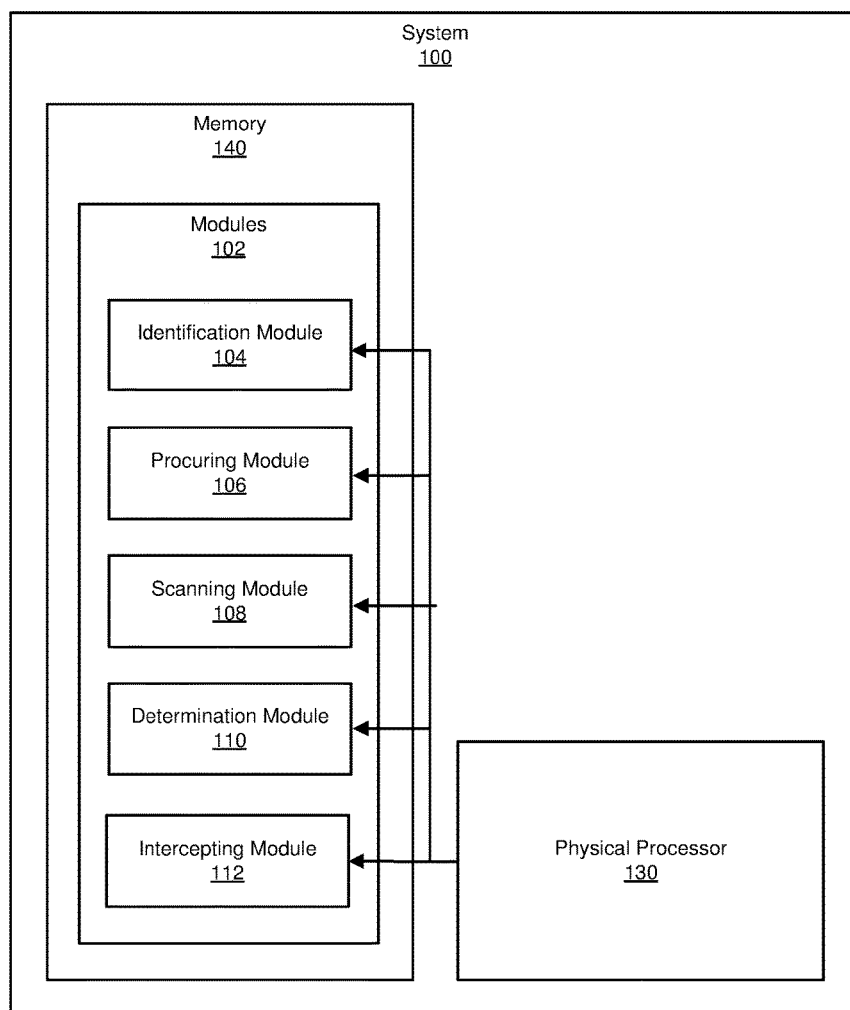 System
100
Memory
140
Modules
102
Identification Module
104
Procuring Module
106
Scanning Module
108
Determination Module
110
Intercepting Module
112
Physical Processor
130